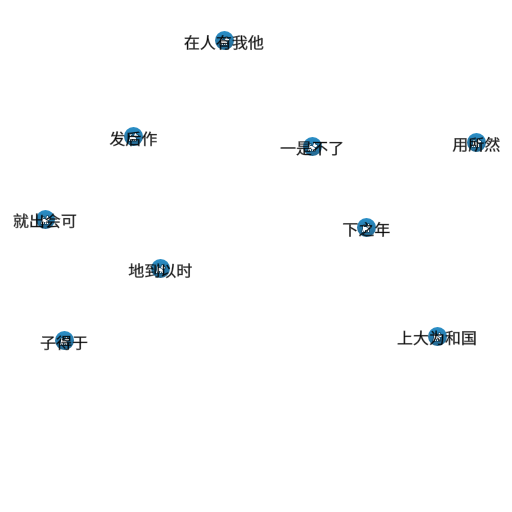 在人有我他
发后作
一是不了
用所然
就出会可
下之年
地到以时
子得于
上大为和国